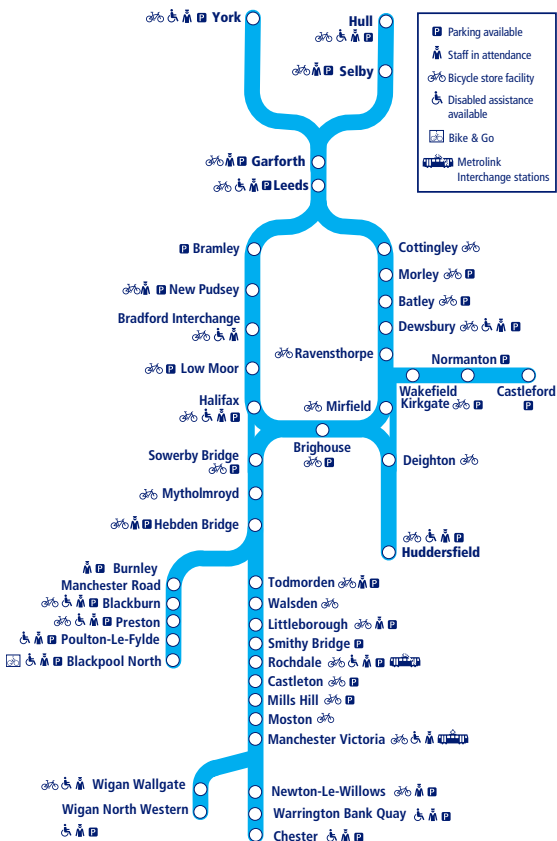 York
Hull
Selby
Garforth
Leeds
P Parking available
Staff in attendance
Bicycle store facility
Disabled assistance
available
Bike & Go
Metrolink
Interchange stations
P Bramley
P New Pudsey
Bradford Interchange
P Low Moor
Halifax
P
Sowerby Bridge
P
Mytholmroyd
P Hebden Bridge
Cottingley
Morley P
Batley P
Dewsbury P
Ravensthorpe
Normanton P
Wakefield
Kirkgate P
Castleford
P
Mirfield
Brighouse
P
Deighton
P
Huddersfield
P Burnley
Manchester Road
P Blackburn
P Preston
P Poulton-Le-Fylde
P Blackpool North
Todmorden P
Walsden
Littleborough P
Smithy Bridge P
Rochdale P
Castleton P
Mills Hill P
Moston
Manchester Victoria
Wigan Wallgate
Wigan North Western
P
Newton-Le-Willows P
Warrington Bank Quay P
Chester P